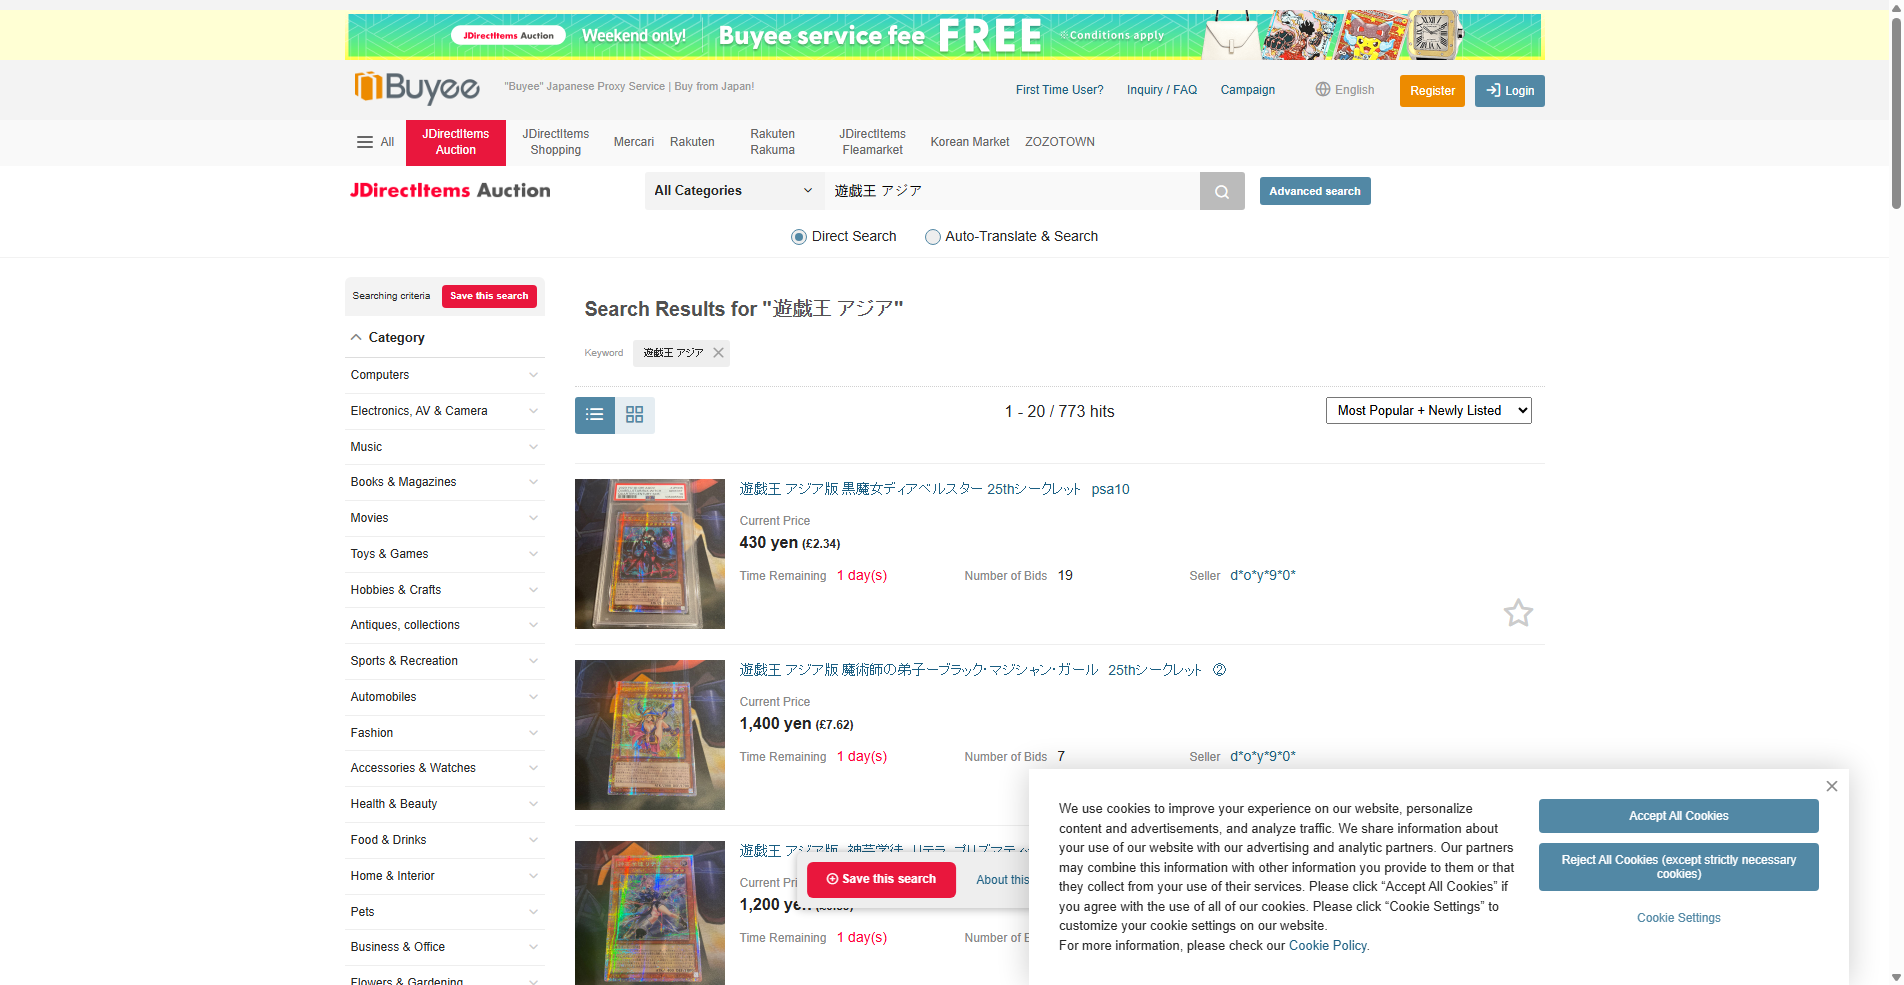 JDirectItems Auction Weekend only! Buyee service fee FREE ※Conditions apply
Buyee "Buyee" Japanese Proxy Service | Buy from Japan! First Time User? Inquiry / FAQ Campaign English Register Login
All JDirectItems Auction JDirectItems Shopping Mercari Rakuten Rakuten Rakuma JDirectItems Fleamarket Korean Market ZOZOTOWN
JDirectItems Auction All Categories 遊戯王 アジア Advanced search
Direct Search Auto-Translate & Search
Searching criteria Save this search
Category
Computers
Electronics, AV & Camera
Music
Books & Magazines
Movies
Toys & Games
Hobbies & Crafts
Antiques, collections
Sports & Recreation
Automobiles
Fashion
Accessories & Watches
Health & Beauty
Food & Drinks
Home & Interior
Pets
Business & Office
Flowers & Gardening
Search Results for "遊戯王 アジア"
Keyword 遊戯王 アジア
1 - 20 / 773 hits Most Popular + Newly Listed
遊戯王 アジア版 黒魔女ディアベルスター 25thシークレット psa10
Current Price
430 yen (£2.34)
Time Remaining 1 day(s) Number of Bids 19 Seller d*o*y*9*0*
遊戯王 アジア版 魔術師の弟子ーブラック・マジシャン・ガール 25thシークレット ②
Current Price
1,400 yen (£7.62)
Time Remaining 1 day(s) Number of Bids 7 Seller d*o*y*9*0*
遊戯王 アジア版 神芸学徒 リテラ プリズマティ
Current Pri
1,200 yen
Time Remaining 1 day(s) Number of B
Save this search About this
We use cookies to improve your experience on our website, personalize
content and advertisements, and analyze traffic. We share information about
your use of our website with our advertising and analytic partners. Our partners
may combine this information with other information you provide to them or that
they collect from your use of their services. Please click “Accept All Cookies” if
you agree with the use of all of our cookies. Please click “Cookie Settings” to
customize your cookie settings on our website.
For more information, please check our Cookie Policy.
Accept All Cookies
Reject All Cookies (except strictly necessary
cookies)
Cookie Settings